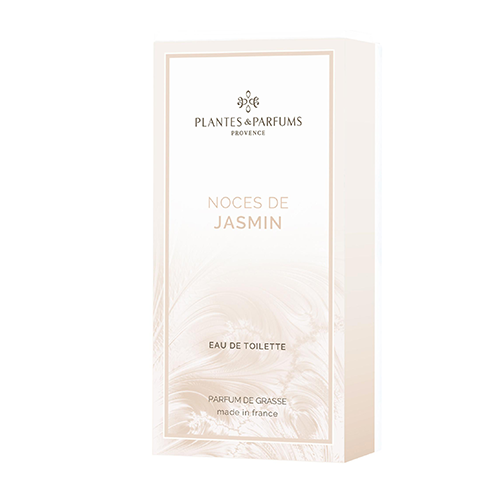 PLANTES & PARFUMS
PROVENCE
NOCES DE
JASMIN
EAU DE TOILETTE
PARFUM DE GRASSE
made in france